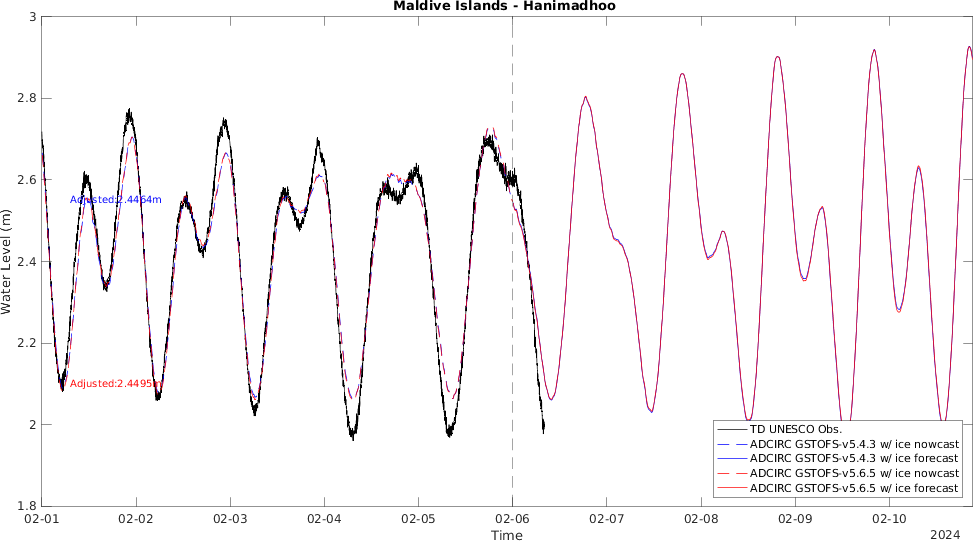 Maldive Islands - Hanimadhoo
3
2.8
2.6
2.4
2.2
2
1.8
Water Level (m)
Adjusted:2.4464m
Adjusted:2.4495m
TD UNESCO Obs.
ADCIRC GSTOFS-v5.4.3 w/ ice nowcast
ADCIRC GSTOFS-v5.4.3 w/ ice forecast
ADCIRC GSTOFS-v5.6.5 w/ ice nowcast
ADCIRC GSTOFS-v5.6.5 w/ ice forecast
02-01 02-02 02-03 02-04 02-05 02-06 02-07 02-08 02-09 02-10
Time
2024